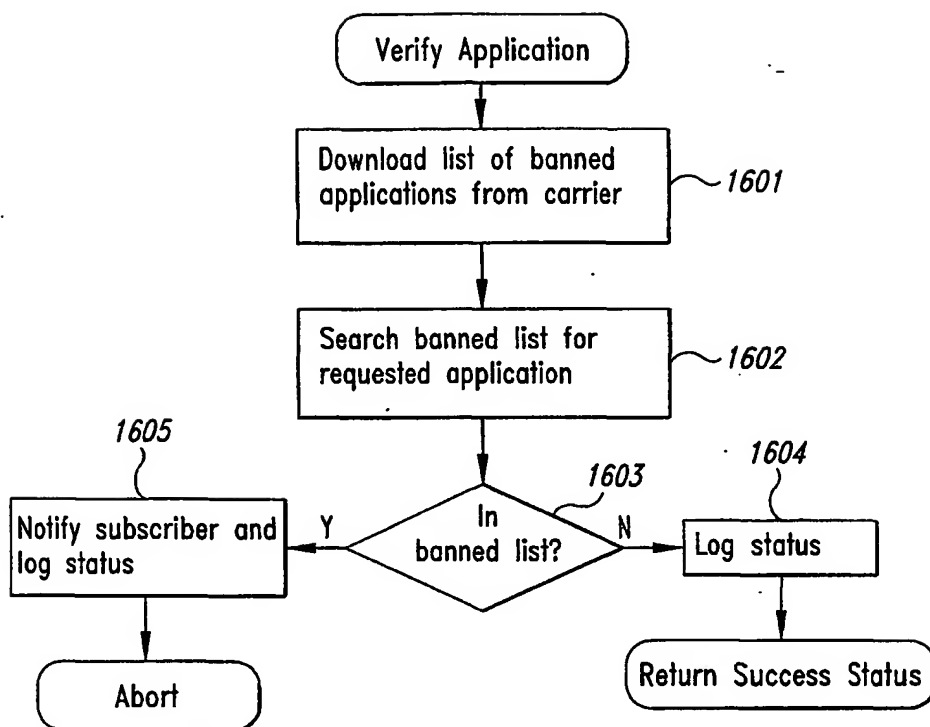 Verify Application
Download list of banned
applications from carrier
1601
Search banned list for
requested application
1602
1605
1603
1604
Notify subscriber and
log status
Y
In
banned list?
N
Log status
Abort
Return Success Status